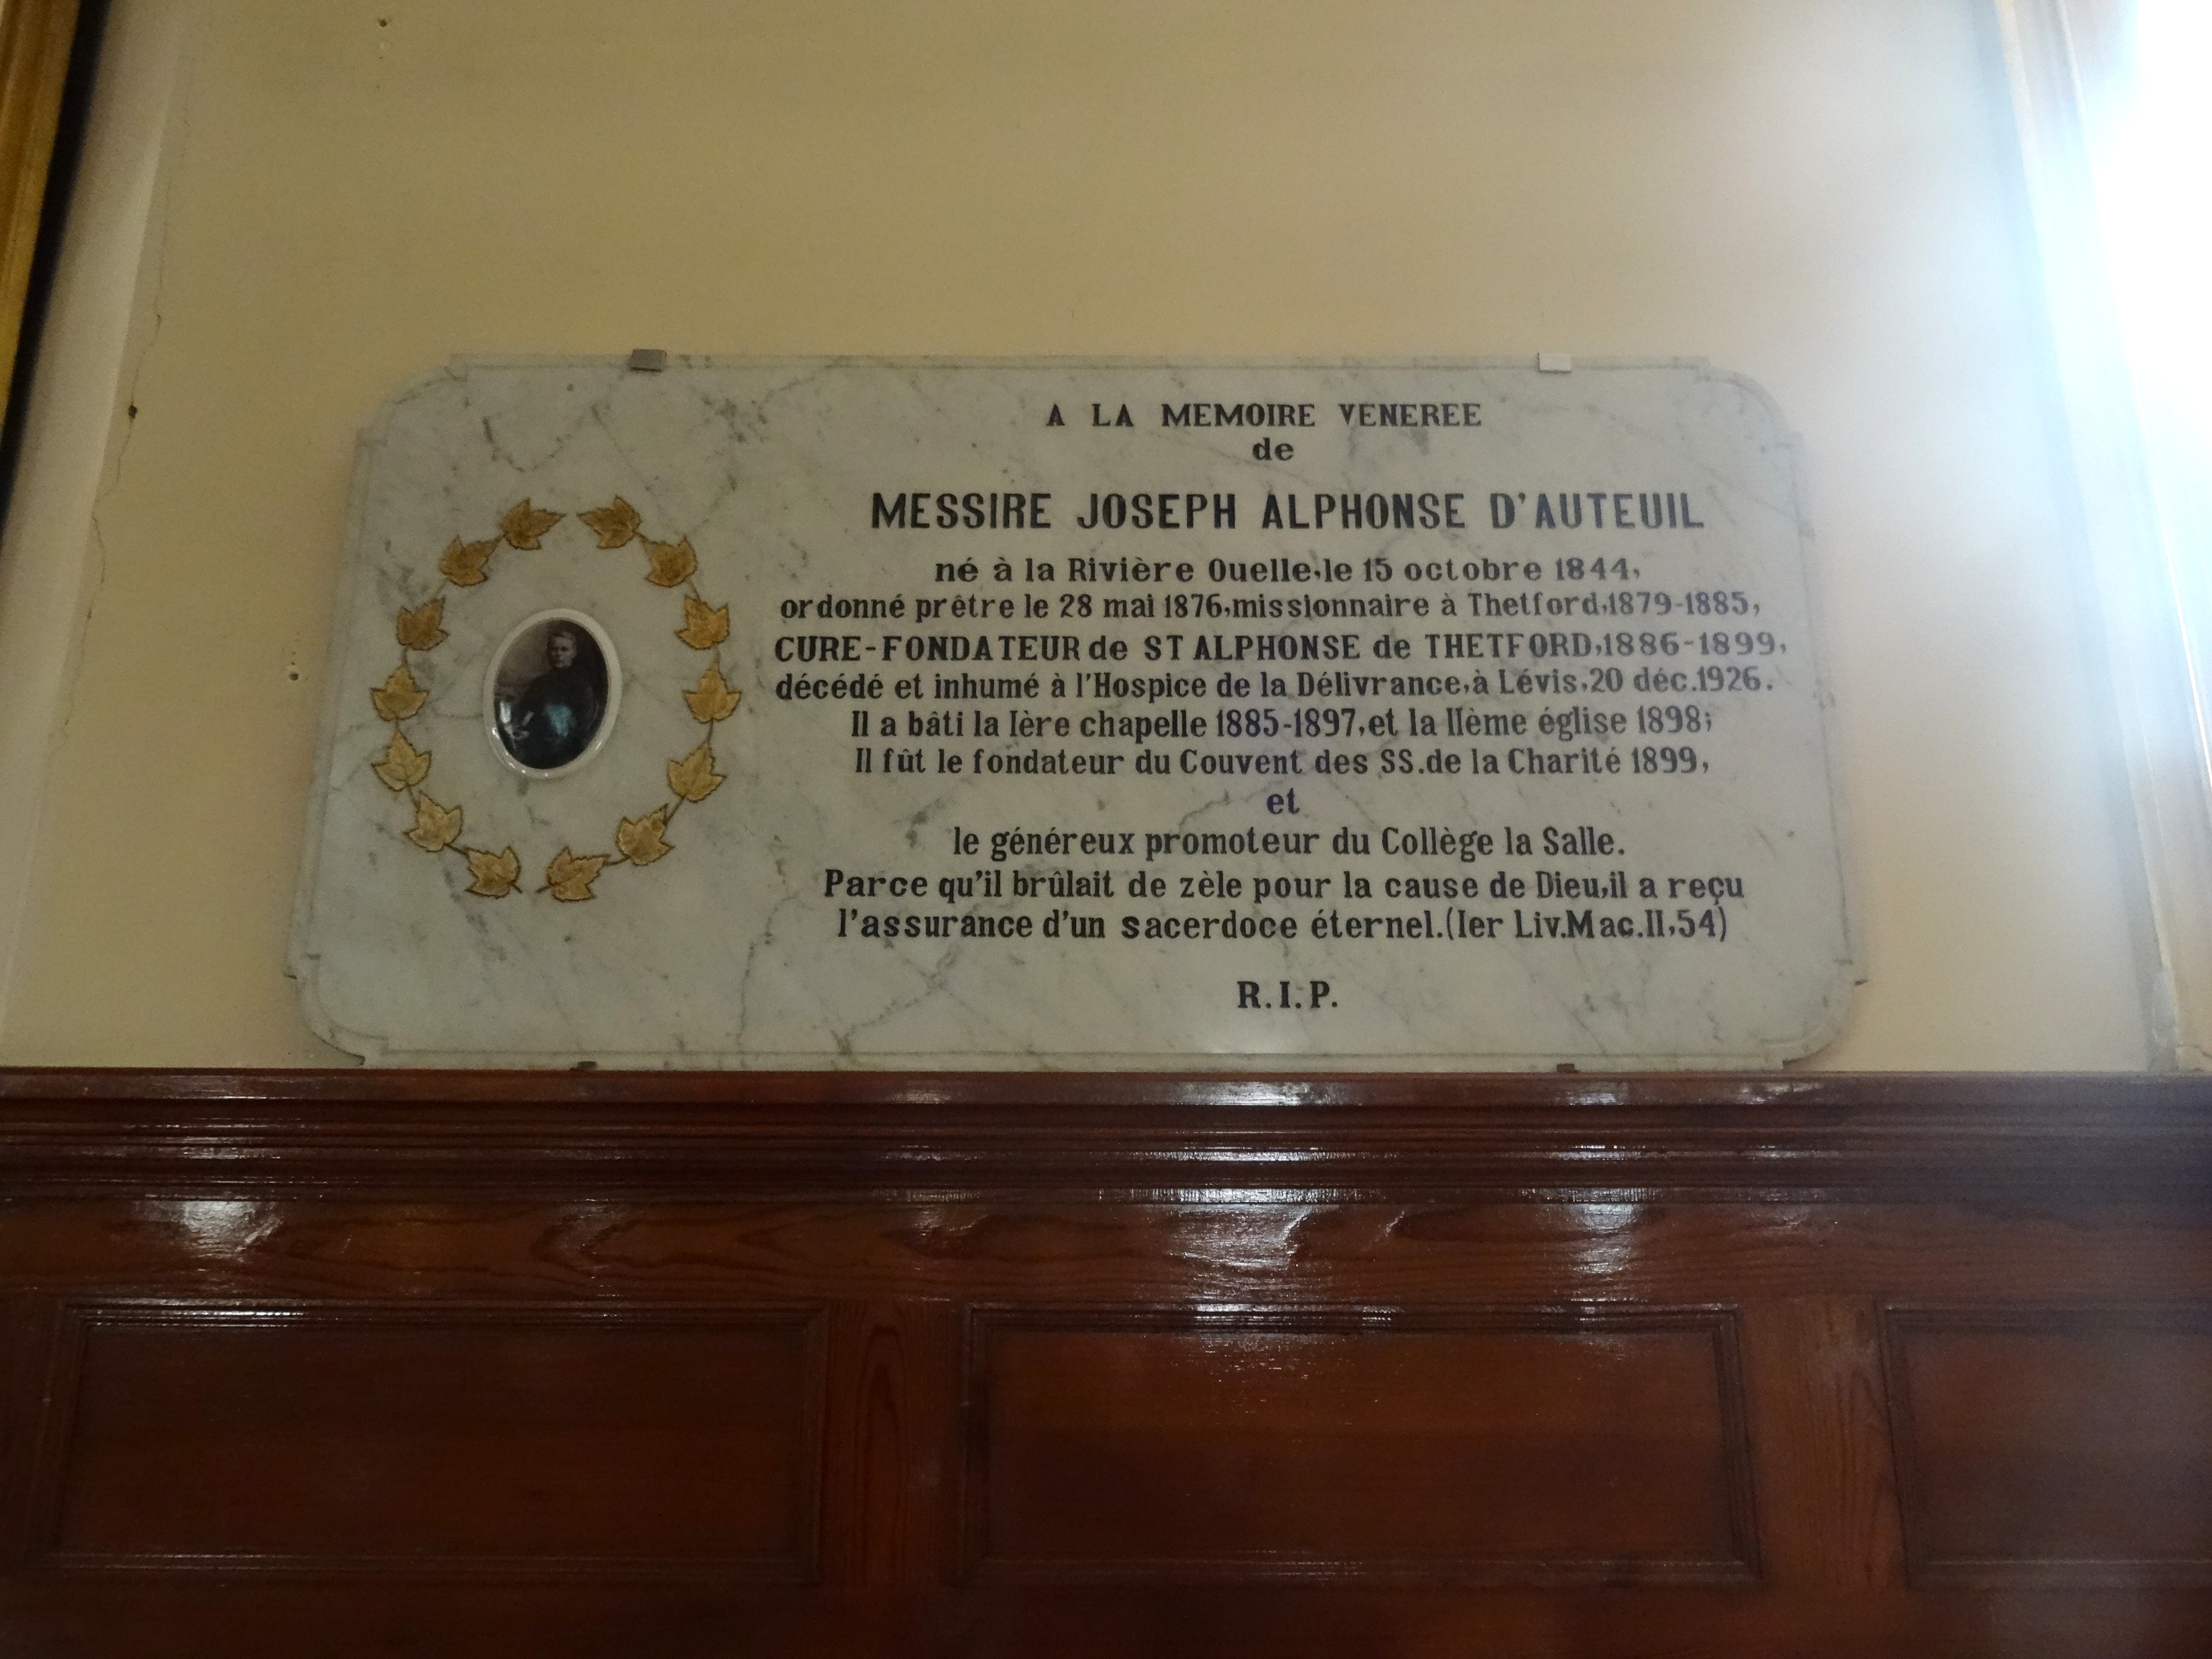 A LA MEMOIRE VENEREE
de
MESSIRE JOSEPH ALPHONSE D'AUTEUIL
né à la Rivière Ouelle,le 15 octobre 1844,
ordonné prêtre le 28 mai 1876,missionnaire à Thetford,1879-1885,
CURE-FONDATEUR de ST ALPHONSE de THETFORD,1886-1899,
décédé et inhumé à l'Hospice de la Délivrance,à Lévis,20 déc.1926.
Il a bâti la Ière chapelle 1885-1897,et la IIème église 1898;
Il fût le fondateur du Couvent des SS.de la Charité 1899,
et
le généreux promoteur du Collège la Salle.
Parce qu'il brûlait de zèle pour la cause de Dieu,il a reçu
l'assurance d'un sacerdoce éternel.(Ier Liv.Mac.II,54)
R.I.P.